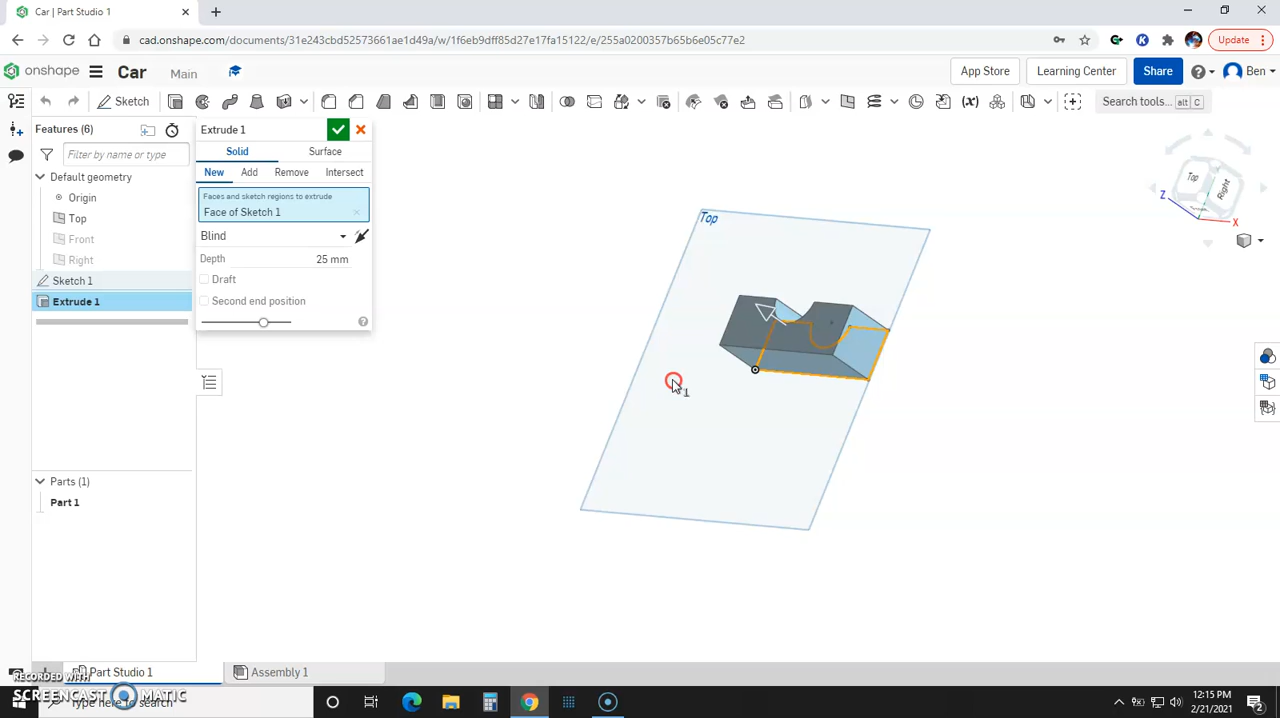 Car | Part Studio 1
cad.onshape.com/documents/31e243cbd52573661ae1d49a/w/1f6eb9dff85d27e17fa15122/e/255a0200357b65b6e05c77e2
Update
onshape
Car
Main
App Store
Learning Center
Share
Ben
Sketch
Search tools...
alt
C
Features (6)
Filter by name or type
Default geometry
Origin
Top
Front
Right
Sketch 1
Extrude 1
Parts (1)
Part 1
Extrude 1
Solid
Surface
New
Add
Remove
Intersect
Faces and sketch regions to extrude
Face of Sketch 1
Blind
Depth
25 mm
Draft
Second end position
Top
1
Top
Right
Z
X
Part Studio 1
Assembly 1
RECORDED WITH
SCREENCAST MATIC
Type here to search
12:15 PM
2/21/2021
2